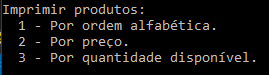 Imprimir produtos:
1 - Por ordem alfabética.
2 - Por preço.
3 - Por quantidade disponível.